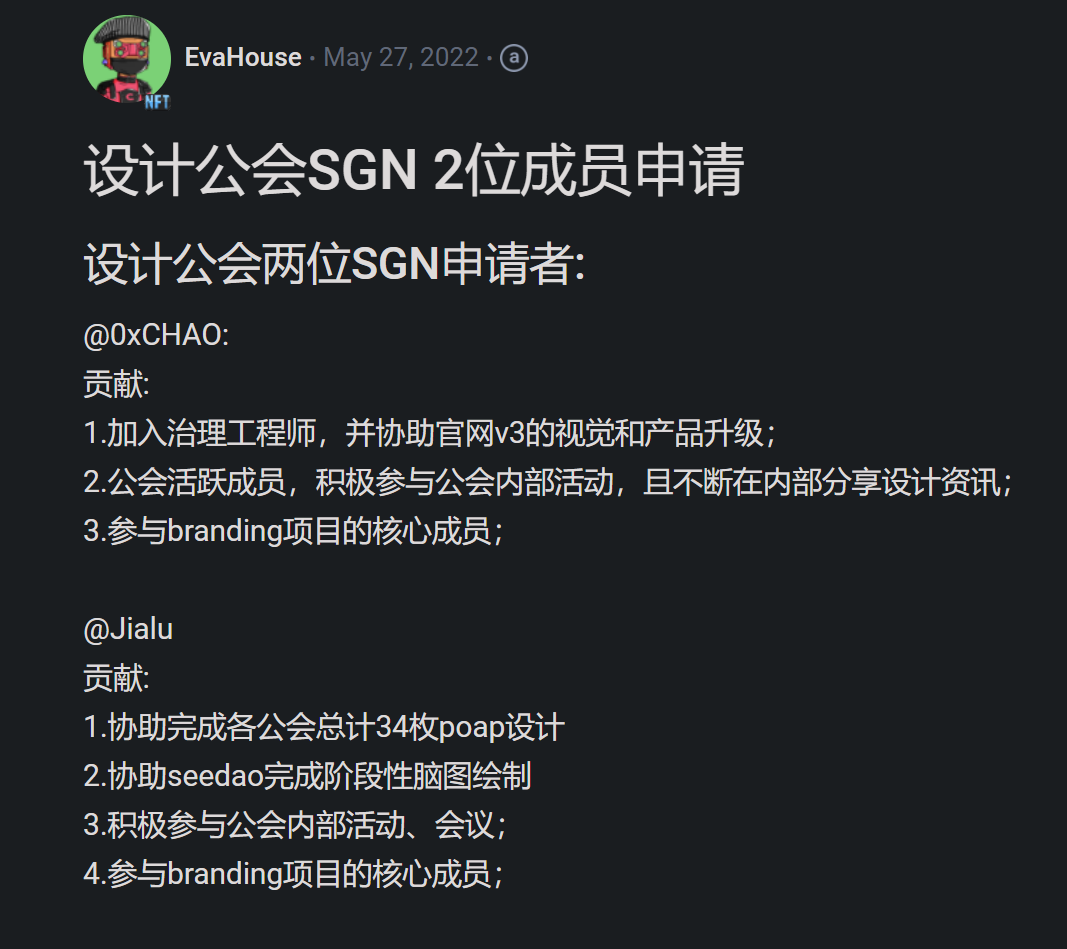 EvaHouse · May 27, 2022 · ⓐ
NFT
设计公会SGN 2位成员申请
设计公会两位SGN申请者:
@0xCHAO:
贡献:
1.加入治理工程师，并协助官网v3的视觉和产品升级；
2.公会活跃成员，积极参与公会内部活动，且不断在内部分享设计资讯；
3.参与branding项目的核心成员；
@Jialu
贡献:
1.协助完成各公会总计34枚poap设计
2.协助seedao完成阶段性脑图绘制
3.积极参与公会内部活动、会议；
4.参与branding项目的核心成员；